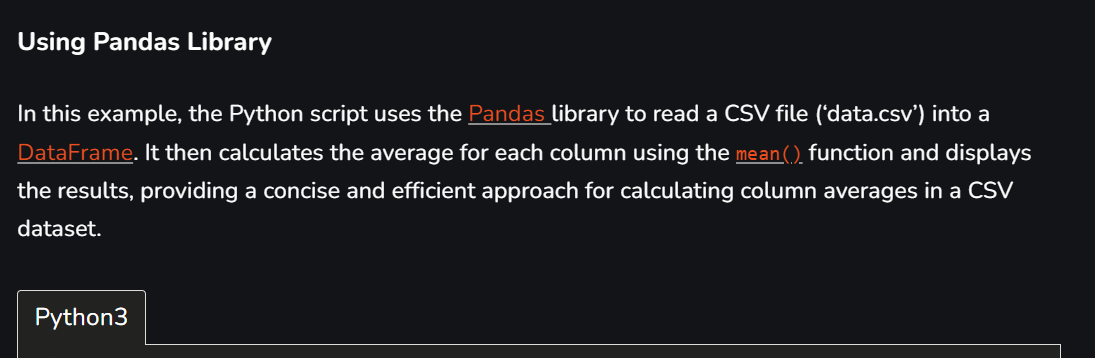 Using Pandas Library
In this example, the Python script uses the Pandas library to read a CSV file (‘data.csv’) into a
DataFrame. It then calculates the average for each column using the mean() function and displays
the results, providing a concise and efficient approach for calculating column averages in a CSV
dataset.
Python3